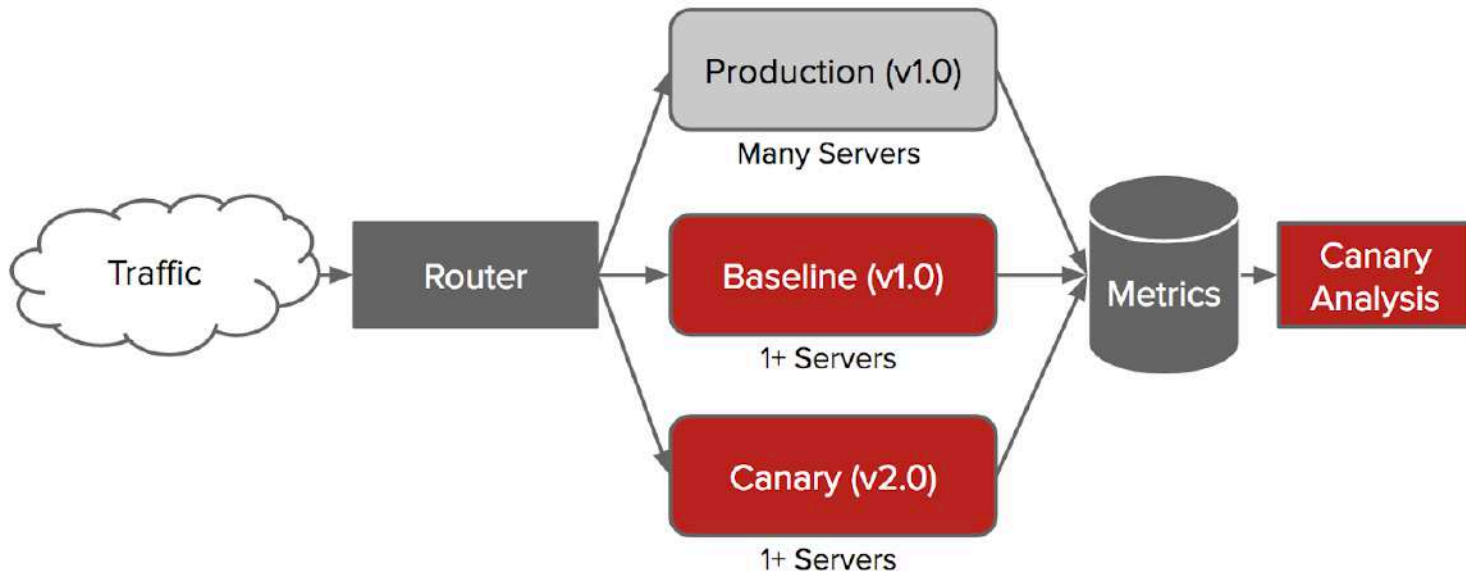 Production (v1.0)
Many Servers
Traffic
Router
Baseline (v1.0)
1+ Servers
Metrics
Canary
Analysis
Canary (v2.0)
1+ Servers